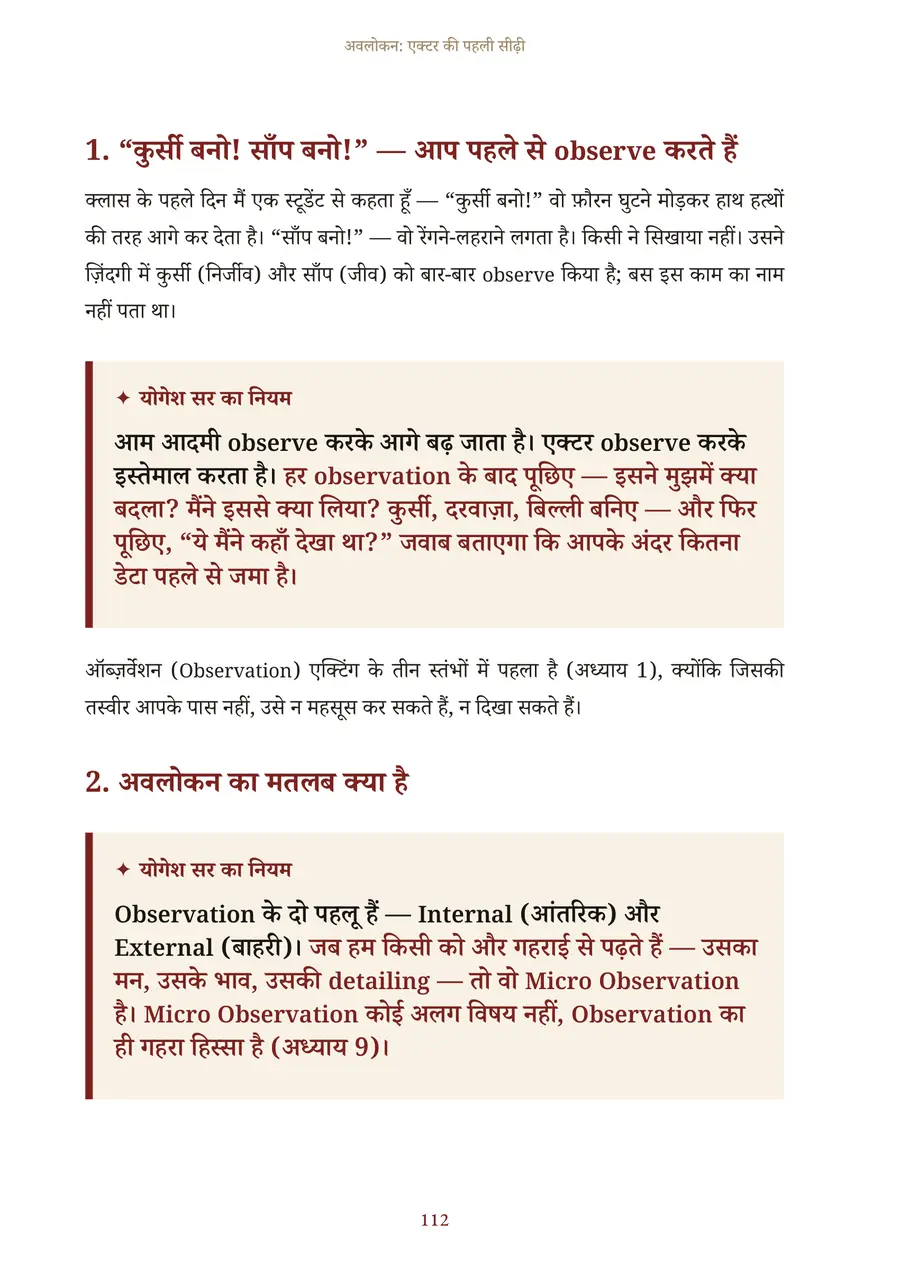 अवलोकन: एक्टर की पहली सीढ़ी
1. “कुर्सी बनो! साँप बनो!” — आप पहले से observe करते हैं
क्लास के पहले दिन मैं एक स्टूडेंट से कहता हूँ — “कुर्सी बनो!” वो फ़ौरन घुटने मोड़कर हाथ हत्थों
की तरह आगे कर देता है। “साँप बनो!” — वो रेंगने-लहराने लगता है। किसी ने सिखाया नहीं। उसने
ज़िंदगी में कुर्सी (निर्जीव) और साँप (जीव) को बार-बार observe किया है; बस इस काम का नाम
नहीं पता था।
✦ योगेश सर का नियम
आम आदमी observe करके आगे बढ़ जाता है। एक्टर observe करके
इस्तेमाल करता है। हर observation के बाद पूछिए — इसने मुझमें क्या
बदला? मैंने इससे क्या लिया? कुर्सी, दरवाज़ा, बिल्ली बनिए — और फिर
पूछिए, “ये मैंने कहाँ देखा था?” जवाब बताएगा कि आपके अंदर कितना
डेटा पहले से जमा है।
ऑब्ज़र्वेशन (Observation) एक्टिंग के तीन स्तंभों में पहला है (अध्याय 1), क्योंकि जिसकी
तस्वीर आपके पास नहीं, उसे न महसूस कर सकते हैं, न दिखा सकते हैं।
2. अवलोकन का मतलब क्या है
✦ योगेश सर का नियम
Observation के दो पहलू हैं — Internal (आंतरिक) और
External (बाहरी)। जब हम किसी को और गहराई से पढ़ते हैं — उसका
मन, उसके भाव, उसकी detailing — तो वो Micro Observation
है। Micro Observation कोई अलग विषय नहीं, Observation का
ही गहरा हिस्सा है (अध्याय 9)।
112